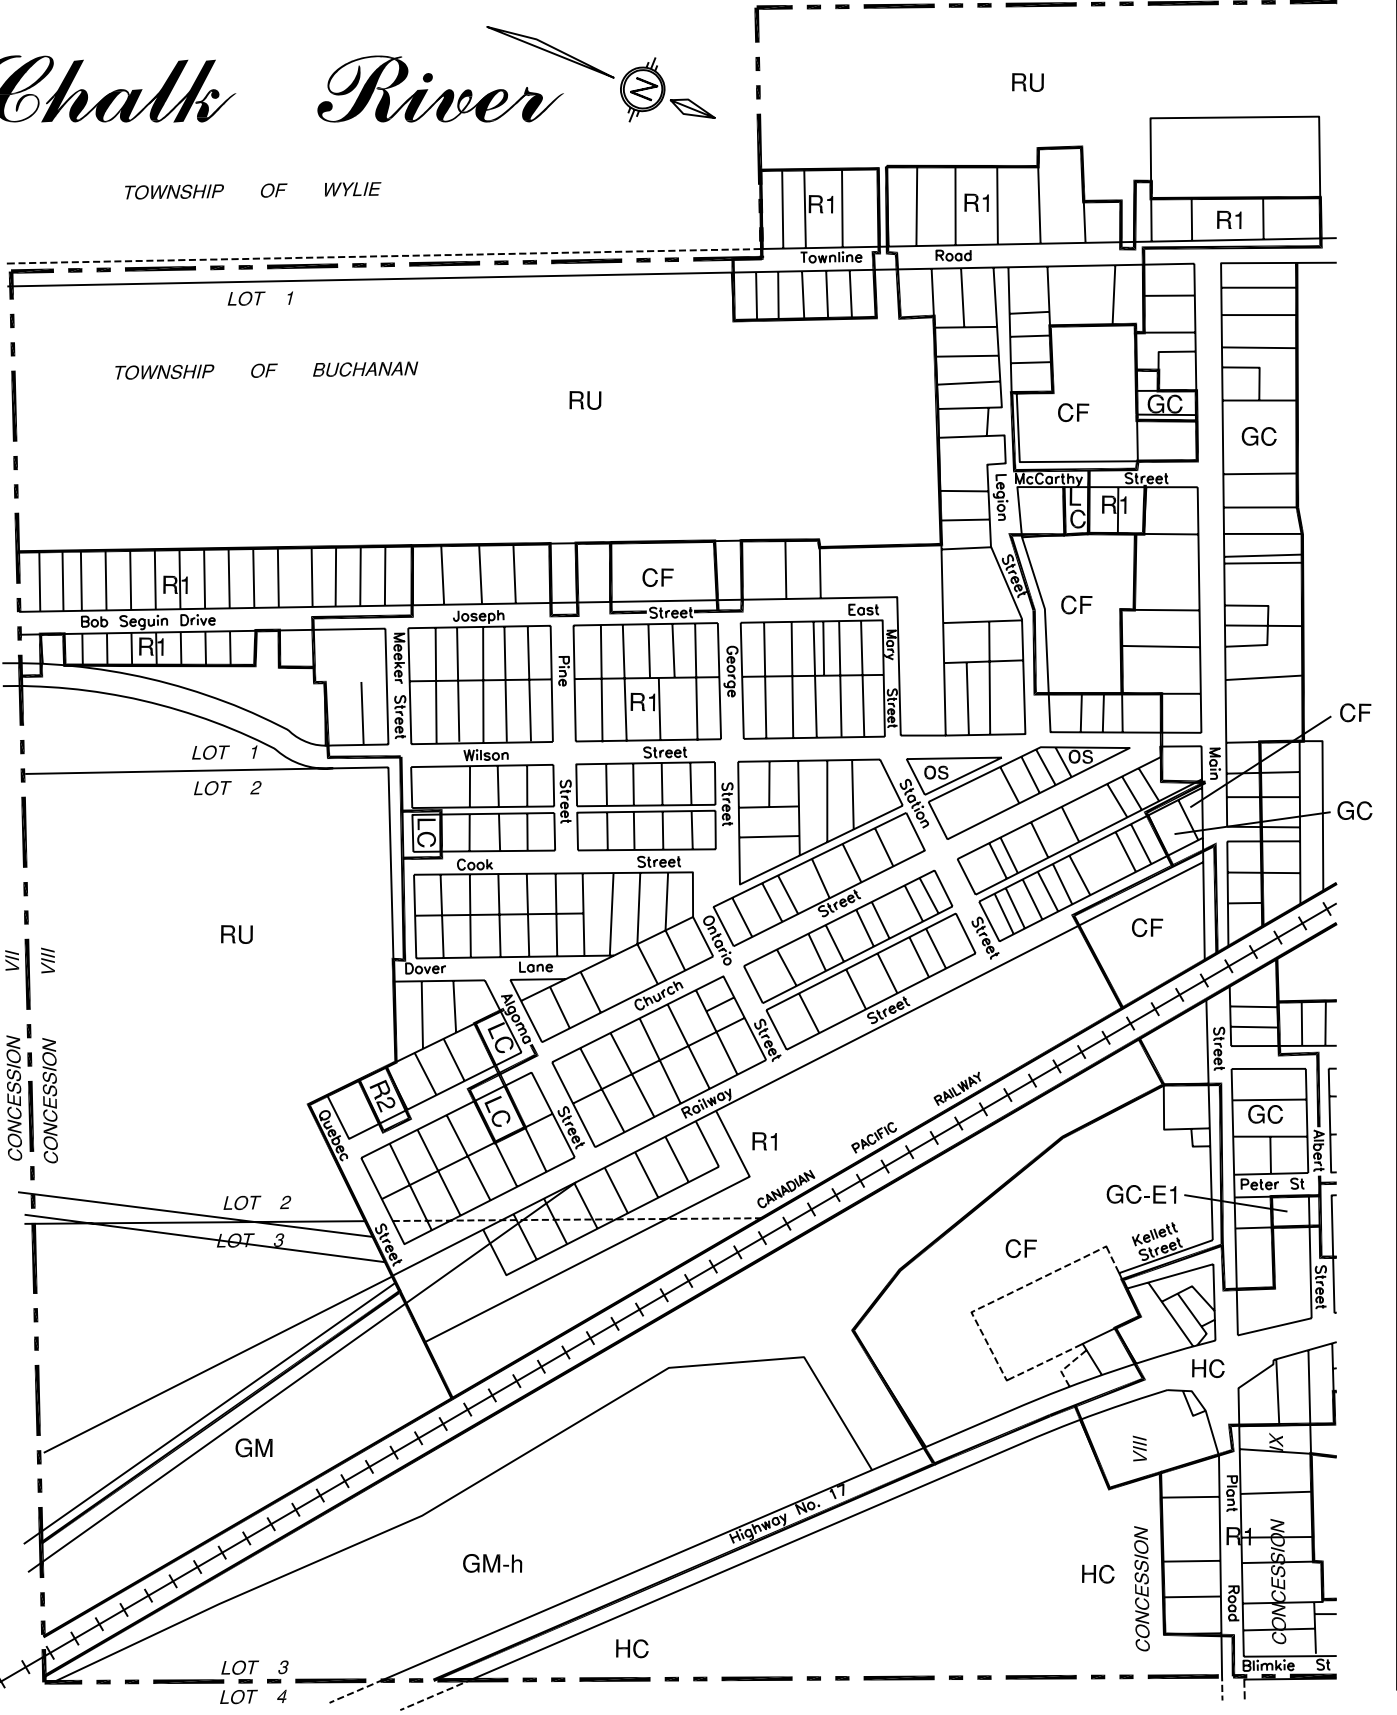 Chalk River
N
RU
TOWNSHIP OF WYLIE
R1
R1
R1
Townline Road
LOT 1
TOWNSHIP OF BUCHANAN
RU
CF
GC
GC
McCarthy Street
Legion
Street
LC
R1
R1
CF
CF
Bob Seguin Drive
Joseph Street East
R1
Meeker
Street
Pine
Street
George
Street
Mary
Street
R1
CF
LOT 1
Wilson Street
OS
OS
Main
Street
LOT 2
Station
Street
GC
LC
Cook Street
RU
Ontario
Street
Church Street
CF
VII
VIII
Dover Lane
Algoma
Street
LC
CONCESSION
CONCESSION
R2
LC
Quebec
Street
Railway Street
R1
CANADIAN PACIFIC RAILWAY
GC
Albert
Street
Peter St
GC-E1
LOT 2
LOT 3
CF
Kellett
Street
HC
GM
VIII
IX
Highway No. 17
Plant
Road
R1
GM-h
HC
CONCESSION
CONCESSION
HC
LOT 3
LOT 4
Blimkie St